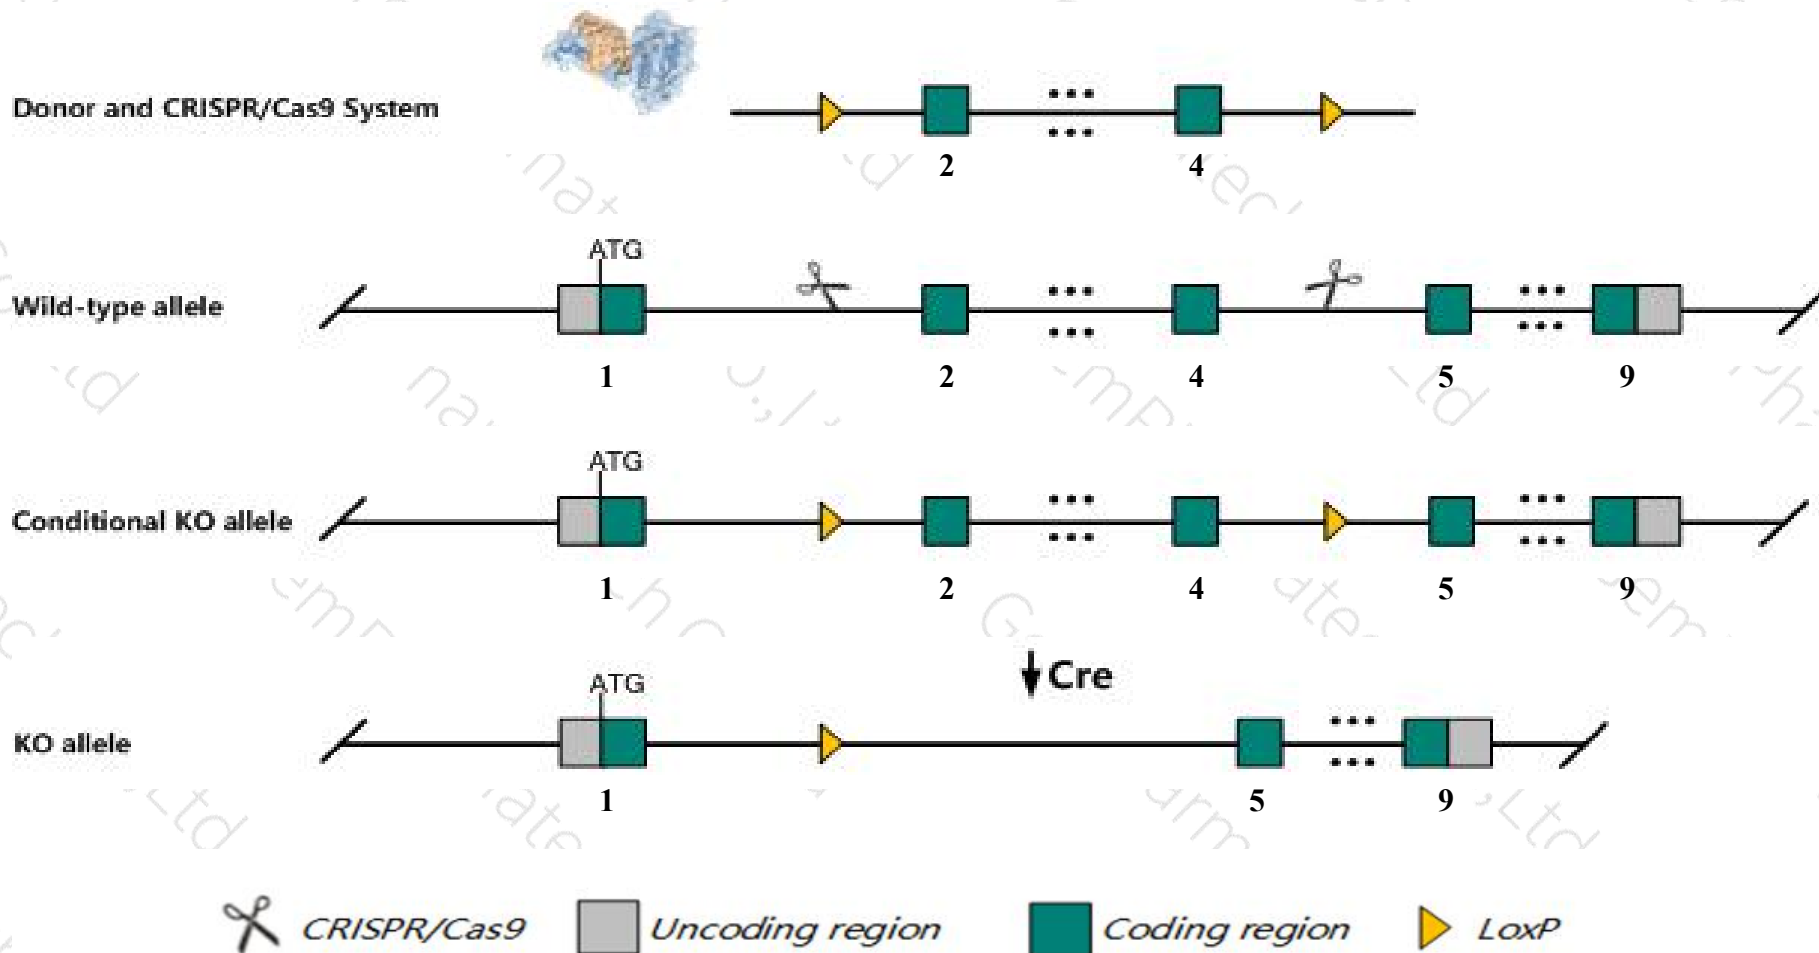 Donor and CRISPR/Cas9 System
2 4
ATG
Wild-type allele
1 2 4 5 9
ATG
Conditional KO allele
1 2 4 5 9
Cre
ATG
KO allele
1 5 9
CRISPR/Cas9 Uncoding region Coding region LoxP